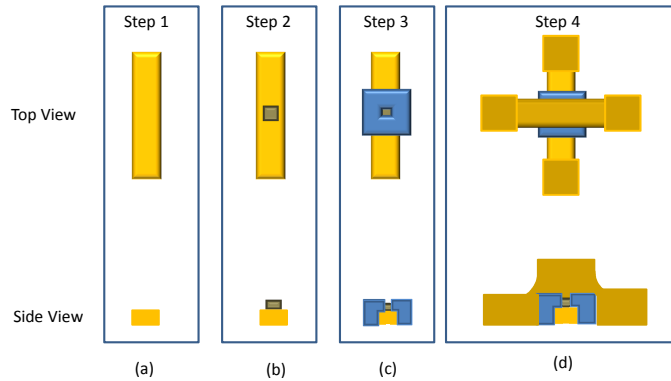 Step 1
Step 2
Step 3
Step 4
Top View
Side View
(a)
(b)
(c)
(d)